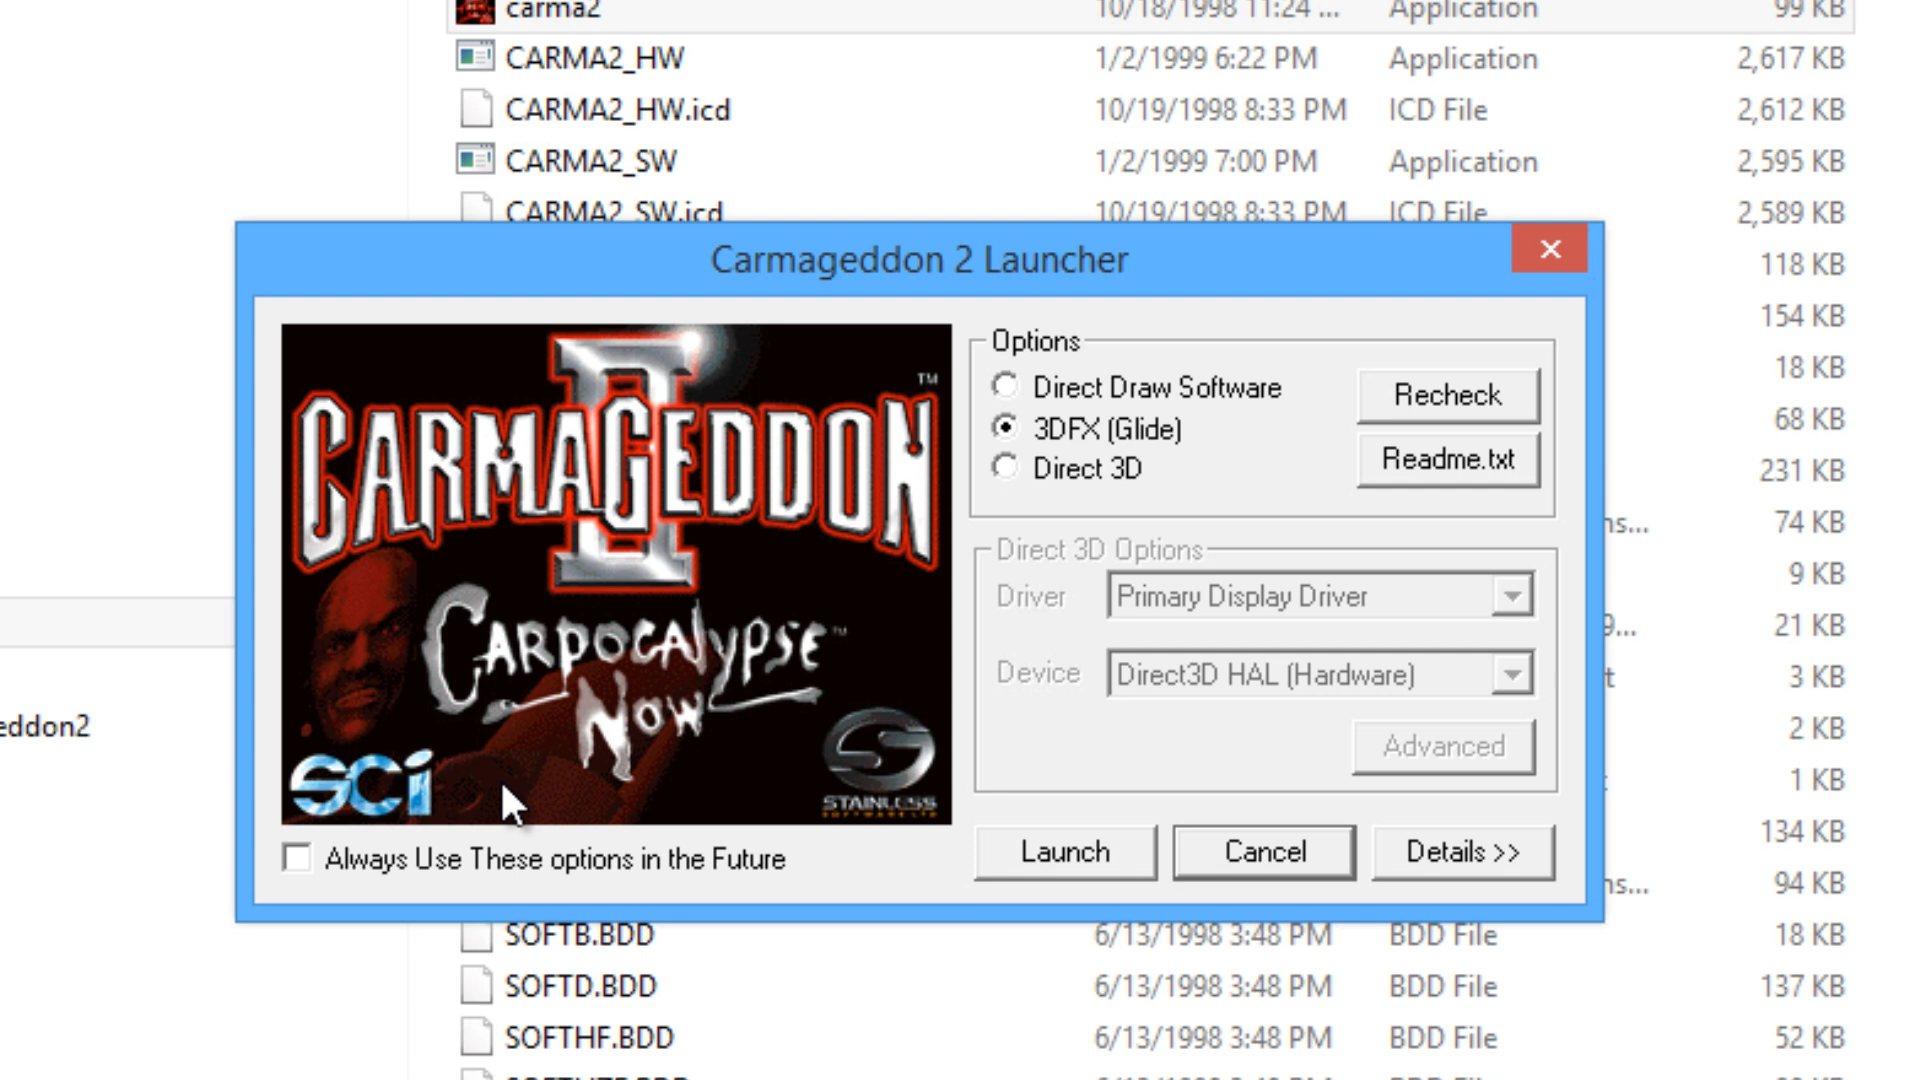 carma2 10/18/1998 11:24 ... Application 99 KB
CARMA2_HW 1/2/1999 6:22 PM Application 2,617 KB
CARMA2_HW.icd 10/19/1998 8:33 PM ICD File 2,612 KB
CARMA2_SW 1/2/1999 7:00 PM Application 2,595 KB
CARMA2_SW.icd 10/19/1998 8:33 PM ICD File 2,589 KB
Carmageddon 2 Launcher
118 KB
154 KB
18 KB
68 KB
231 KB
ns... 74 KB
9 KB
9... 21 KB
t 3 KB
eddon2
2 KB
1 KB
134 KB
ns... 94 KB
II
CARMAGEDDON TM
CARPOCALYPSE TM
NOW
SCi
STAINLESS
SOFTWARE LTD
Options
Direct Draw Software
3DFX (Glide)
Direct 3D
Recheck
Readme.txt
Direct 3D Options
Driver Primary Display Driver
Device Direct3D HAL (Hardware)
Advanced
Always Use These options in the Future
Launch Cancel Details >>
SOFTB.BDD 6/13/1998 3:48 PM BDD File 18 KB
SOFTD.BDD 6/13/1998 3:48 PM BDD File 137 KB
SOFTHF.BDD 6/13/1998 3:48 PM BDD File 52 KB